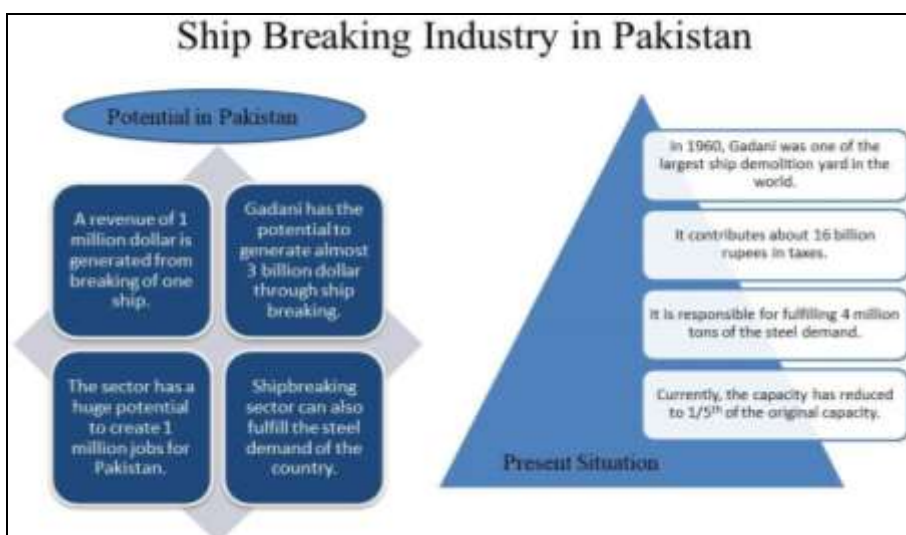 Ship Breaking Industry in Pakistan
Potential in Pakistan
A revenue of 1
million dollar is
generated from
breaking of one
ship.
Gadani has the
potential to
generate almost
3 billion dollar
through ship
breaking.
The sector has a
huge potential
to create 1
million jobs for
Pakistan.
Shipbreaking
sector can also
fulfill the steel
demand of the
country.
In 1960, Gadani was one of the
largest ship demolition yard in the
world.
It contributes about 16 billion
rupees in taxes.
It is responsible for fulfilling 4 million
tons of the steel demand.
Currently, the capacity has reduced
to 1/5th of the original capacity.
Present Situation